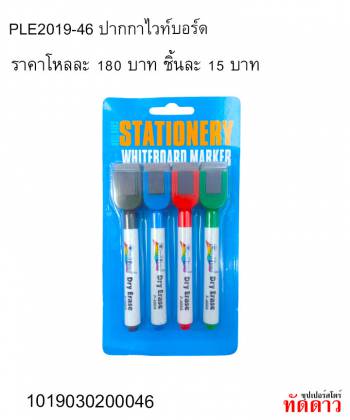 PLE2019-46 ปากกาไวท์บอร์ด
ราคาโหลละ 180 บาท ชิ้นละ 15 บาท
STATIONERY
WHITEBOARD MARKER
Dry Erase
Dry Erase
Dry Erase
Dry Erase
1019030200046
ซุปเปอร์สโตร์
ทัดดาว